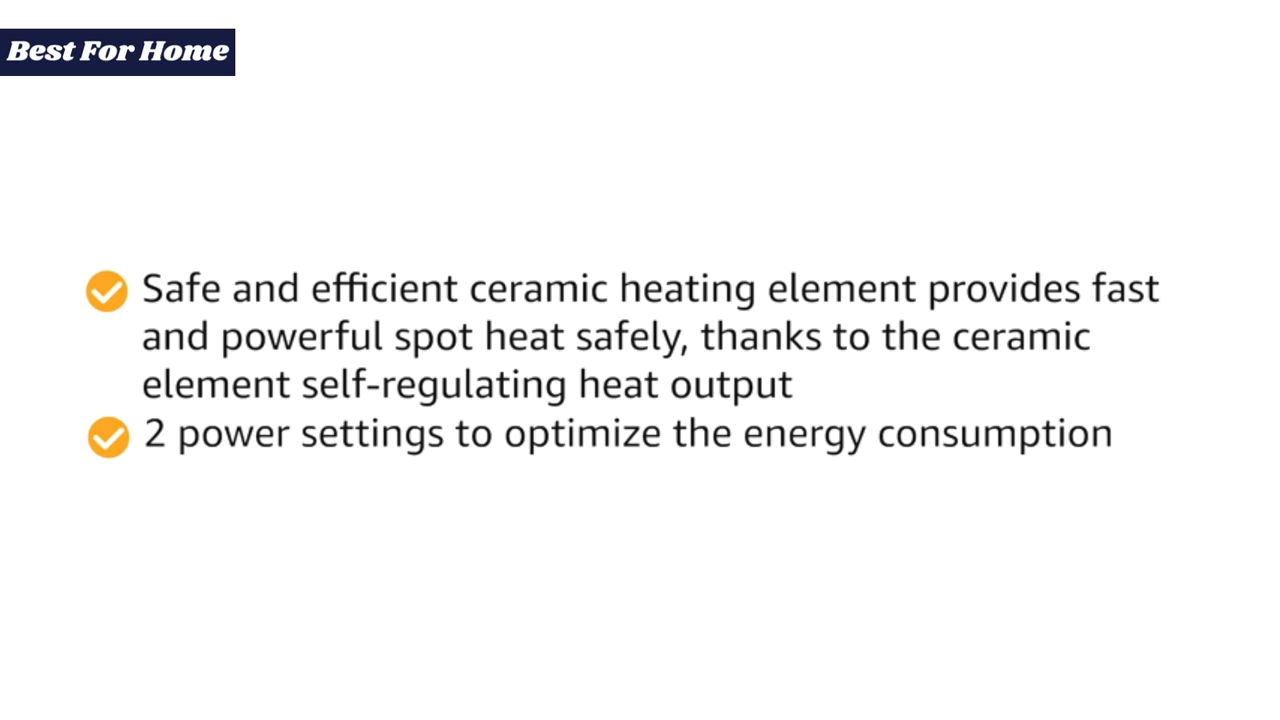 Best For Home
Safe and efficient ceramic heating element provides fast
and powerful spot heat safely, thanks to the ceramic
element self-regulating heat output
2 power settings to optimize the energy consumption